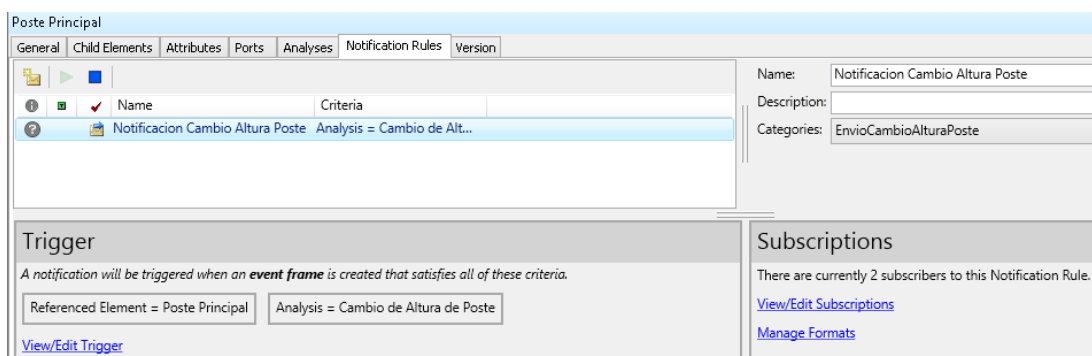 Poste Principal
General Child Elements Attributes Ports Analyses Notification Rules Version
Name Criteria
Notificacion Cambio Altura Poste Analysis = Cambio de Alt...
Name: Notificacion Cambio Altura Poste
Description:
Categories: EnvioCambioAlturaPoste
Trigger
A notification will be triggered when an event frame is created that satisfies all of these criteria.
Referenced Element = Poste Principal Analysis = Cambio de Altura de Poste
View/Edit Trigger
Subscriptions
There are currently 2 subscribers to this Notification Rule.
View/Edit Subscriptions
Manage Formats